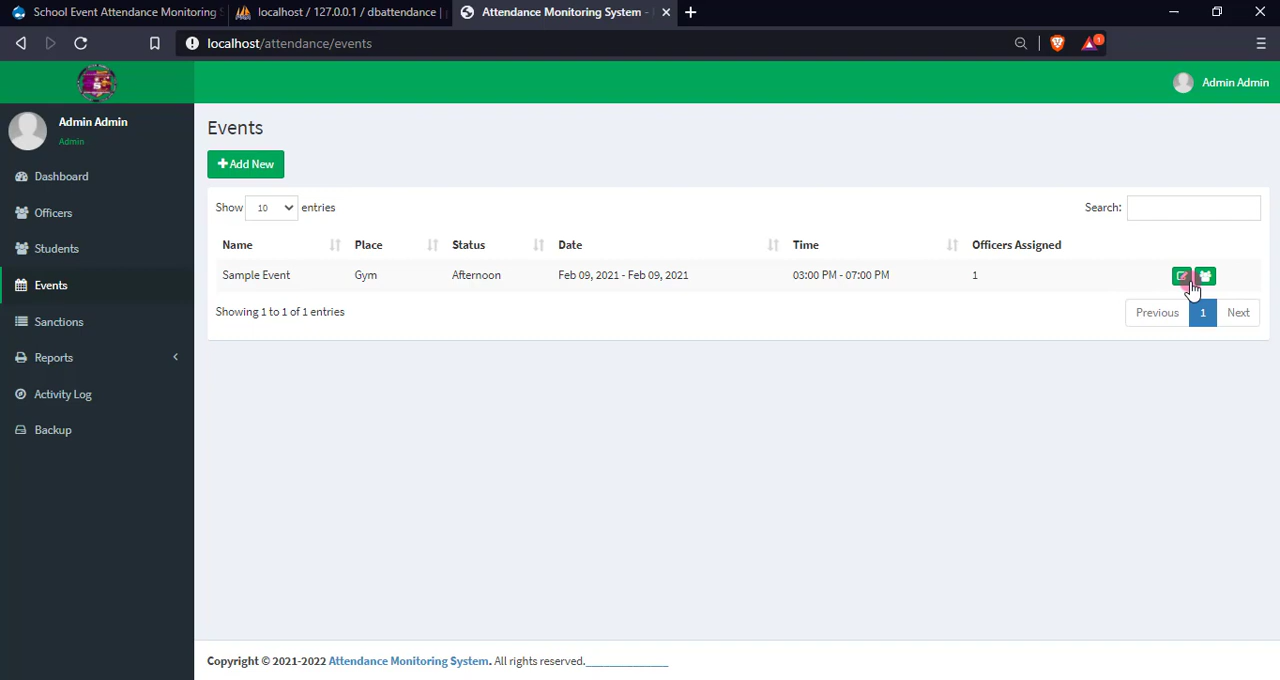 School Event Attendance Monitoring
localhost / 127.0.0.1 / dbattendance |
Attendance Monitoring System -
localhost/attendance/events
1
Admin Admin
Admin Admin
Admin
Dashboard
Officers
Students
Events
Sanctions
Reports
Activity Log
Backup
Events
Add New
Show 10 entries
Search:
Name Place Status Date Time Officers Assigned
Sample Event Gym Afternoon Feb 09, 2021 - Feb 09, 2021 03:00 PM - 07:00 PM 1
Showing 1 to 1 of 1 entries
Previous 1 Next
Copyright © 2021-2022 Attendance Monitoring System. All rights reserved.